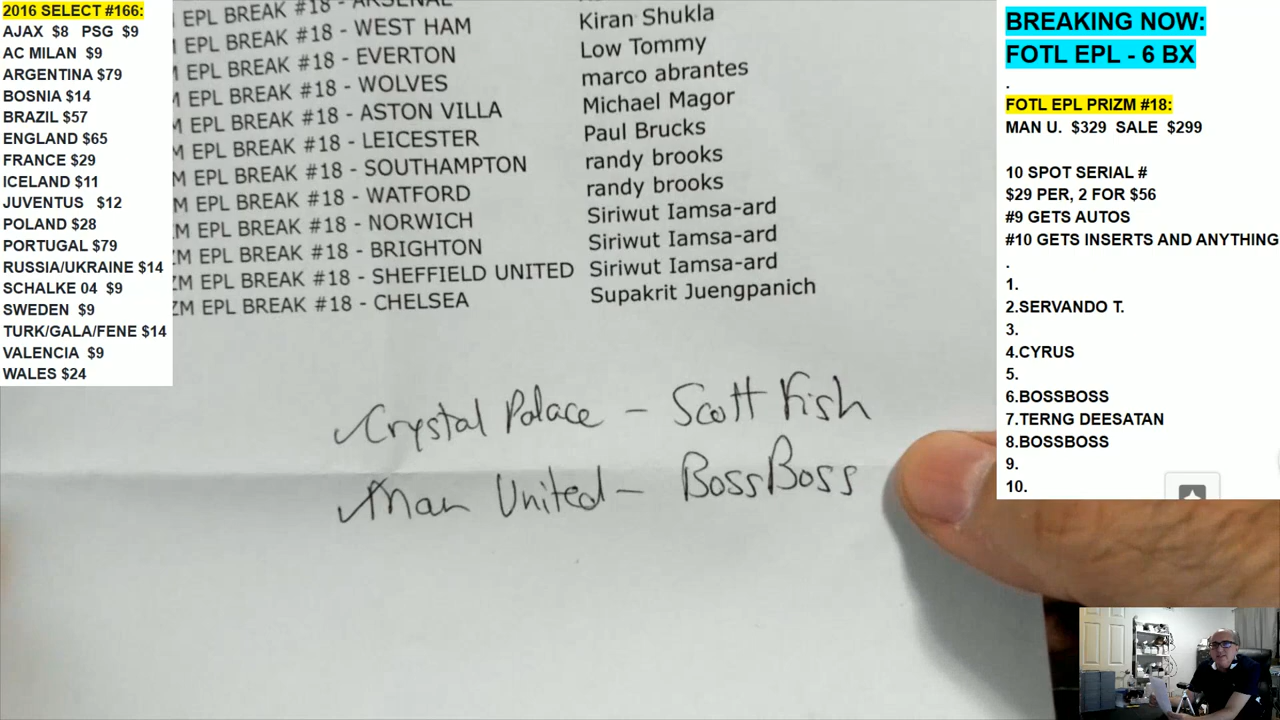 2016 SELECT #166:
AJAX $8 PSG $9
AC MILAN $9
ARGENTINA $79
BOSNIA $14
BRAZIL $57
ENGLAND $65
FRANCE $29
ICELAND $11
JUVENTUS $12
POLAND $28
PORTUGAL $79
RUSSIA/UKRAINE $14
SCHALKE 04 $9
SWEDEN $9
TURK/GALA/FENE $14
VALENCIA $9
WALES $24
EPL BREAK #18 - ARSENAL
M EPL BREAK #18 - WEST HAM Kiran Shukla
M EPL BREAK #18 - EVERTON Low Tommy
M EPL BREAK #18 - WOLVES marco abrantes
M EPL BREAK #18 - ASTON VILLA Michael Magor
M EPL BREAK #18 - LEICESTER Paul Brucks
M EPL BREAK #18 - SOUTHAMPTON randy brooks
M EPL BREAK #18 - WATFORD randy brooks
M EPL BREAK #18 - NORWICH Siriwut Iamsa-ard
ZM EPL BREAK #18 - BRIGHTON Siriwut Iamsa-ard
ZM EPL BREAK #18 - SHEFFIELD UNITED Siriwut Iamsa-ard
ZM EPL BREAK #18 - CHELSEA Supakrit Juengpanich
Crystal Palace - Scott Fish
Man United - BossBoss
BREAKING NOW:
FOTL EPL - 6 BX
.
FOTL EPL PRIZM #18:
MAN U. $329 SALE $299
10 SPOT SERIAL #
$29 PER, 2 FOR $56
#9 GETS AUTOS
#10 GETS INSERTS AND ANYTHING
.
1.
2.SERVANDO T.
3.
4.CYRUS
5.
6.BOSSBOSS
7.TERNG DEESATAN
8.BOSSBOSS
9.
10.